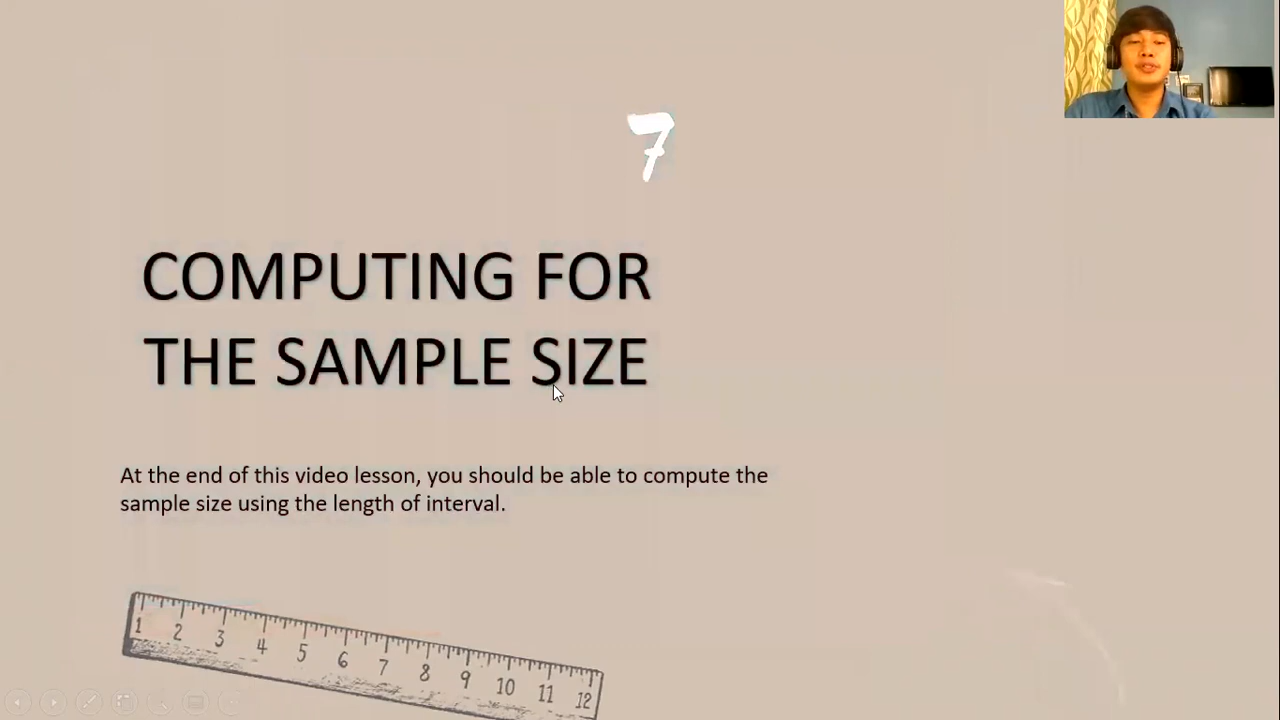 7
COMPUTING FOR
THE SAMPLE SIZE
At the end of this video lesson, you should be able to compute the
sample size using the length of interval.
1 2 3 4 5 6 7 8 9 10 11 12